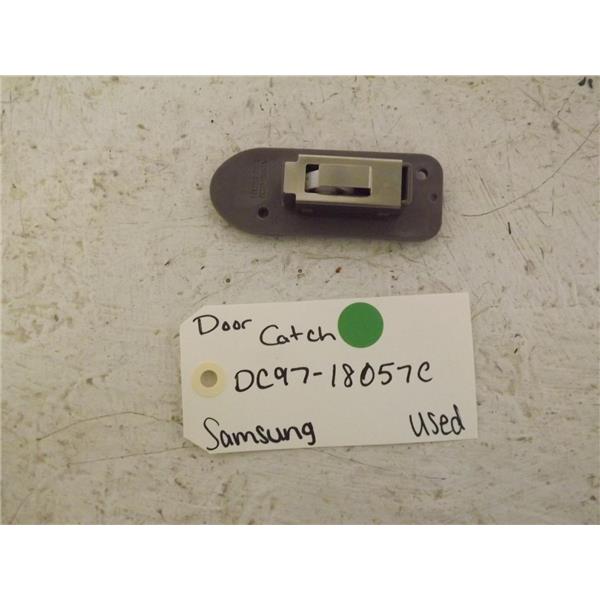 Door Catch
DC97-18057C
Samsung Used